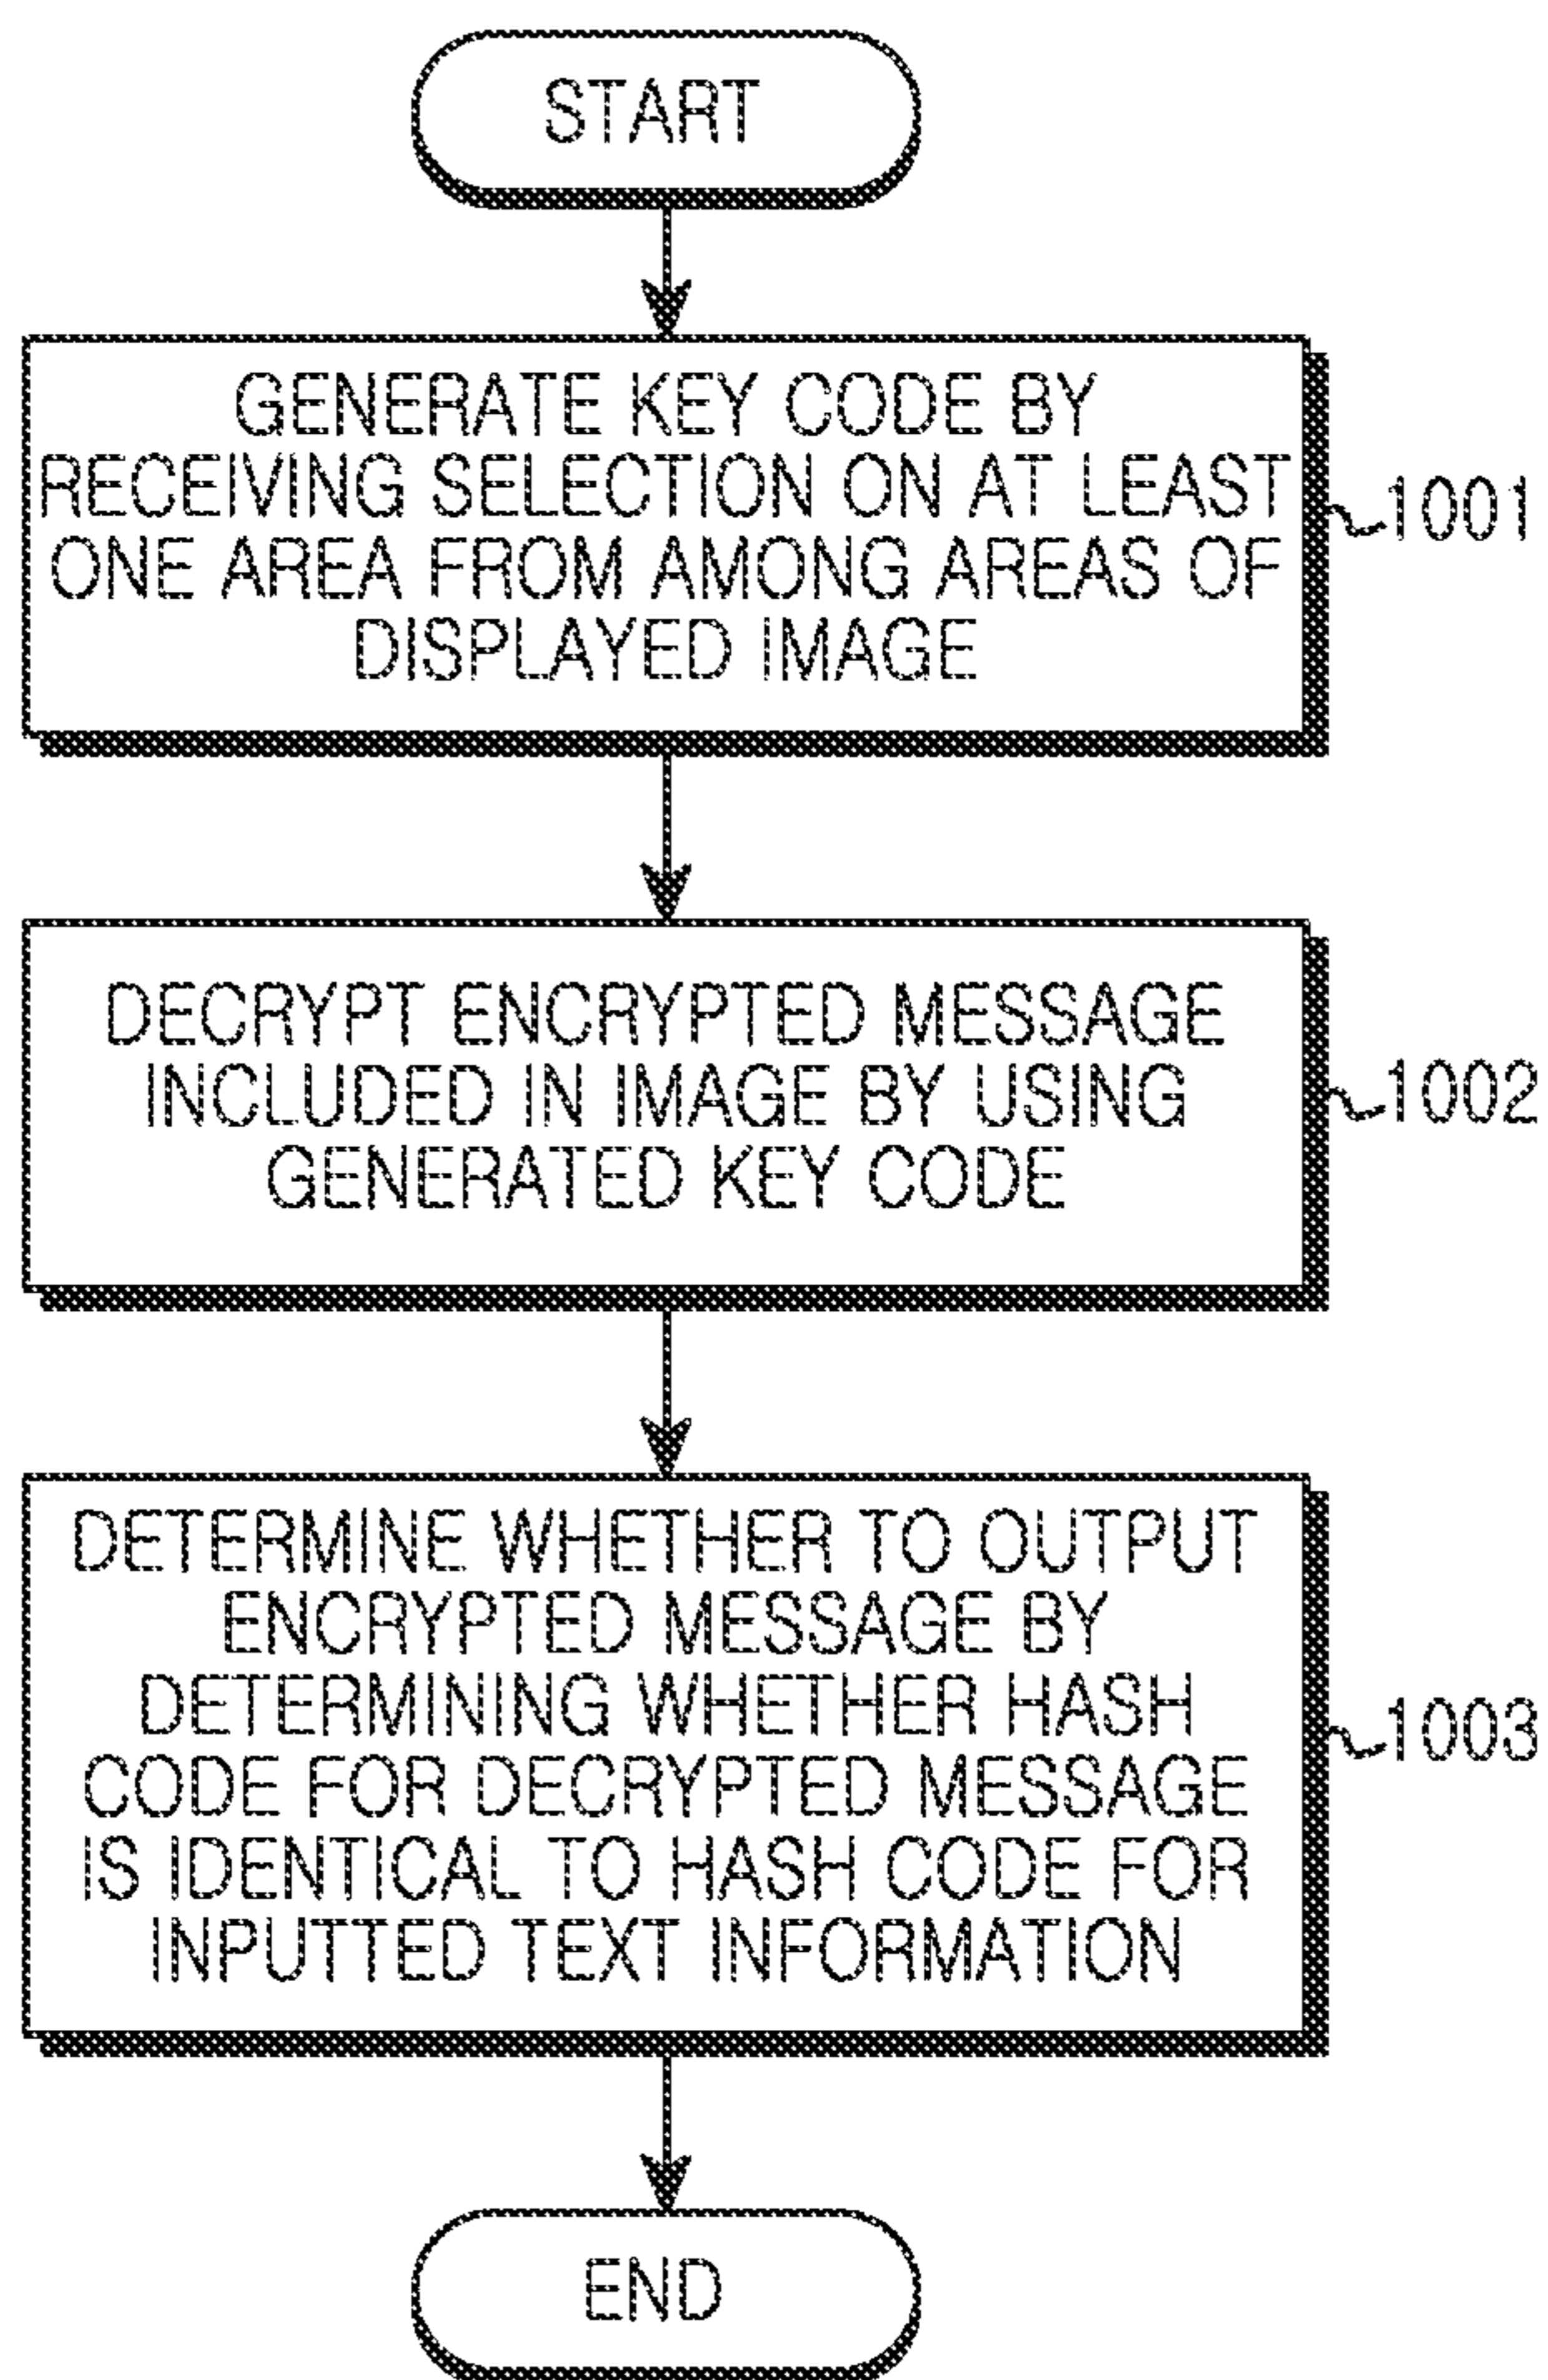 START
GENERATE KEY CODE BY
RECEIVING SELECTION ON AT LEAST
ONE AREA FROM AMONG AREAS OF
DISPLAYED IMAGE
1001
DECRYPT ENCRYPTED MESSAGE
INCLUDED IN IMAGE BY USING
GENERATED KEY CODE
1002
DETERMINE WHETHER TO OUTPUT
ENCRYPTED MESSAGE BY
DETERMINING WHETHER HASH
CODE FOR DECRYPTED MESSAGE
IS IDENTICAL TO HASH CODE FOR
INPUTTED TEXT INFORMATION
1003
END